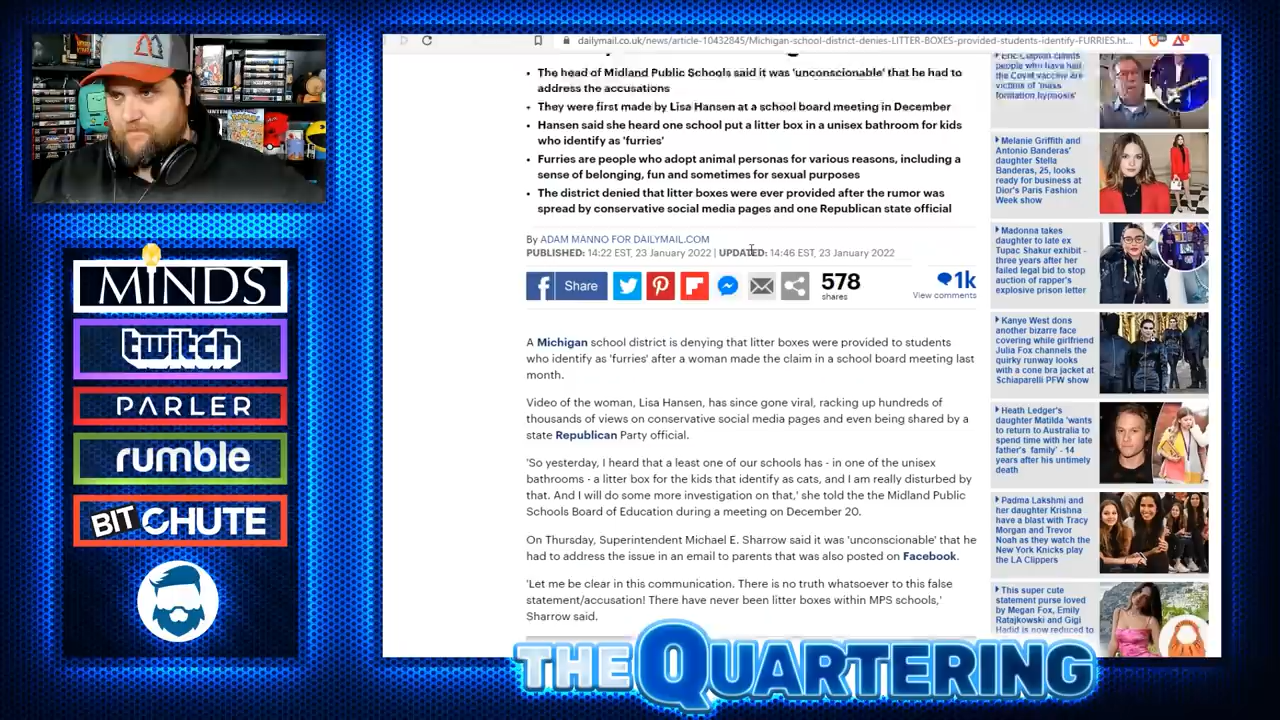 dailymail.co.uk/news/article-10432845/Michigan-school-district-denies-LITTER-BOXES-provided-students-identify-FURRIES.ht...
The head of Midland Public Schools said it was 'unconscionable' that he had to
address the accusations
They were first made by Lisa Hansen at a school board meeting in December
Hansen said she heard one school put a litter box in a unisex bathroom for kids
who identify as 'furries'
Furries are people who adopt animal personas for various reasons, including a
sense of belonging, fun and sometimes for sexual purposes
The district denied that litter boxes were ever provided after the rumor was
spread by conservative social media pages and one Republican state official
By ADAM MANNO FOR DAILYMAIL.COM
PUBLISHED: 14:22 EST, 23 January 2022 | UPDATED: 14:46 EST, 23 January 2022
Share
578
shares
1k
View comments
A Michigan school district is denying that litter boxes were provided to students
who identify as 'furries' after a woman made the claim in a school board meeting last
month.
Video of the woman, Lisa Hansen, has since gone viral, racking up hundreds of
thousands of views on conservative social media pages and even being shared by a
state Republican Party official.
'So yesterday, I heard that a least one of our schools has - in one of the unisex
bathrooms - a litter box for the kids that identify as cats, and I am really disturbed by
that. And I will do some more investigation on that,' she told the the Midland Public
Schools Board of Education during a meeting on December 20.
On Thursday, Superintendent Michael E. Sharrow said it was 'unconscionable' that he
had to address the issue in an email to parents that was also posted on Facebook.
'Let me be clear in this communication. There is no truth whatsoever to this false
statement/accusation! There have never been litter boxes within MPS schools,'
Sharrow said.
Eric Clapton claims
people who have had
the Covid vaccine are
victims of 'mass
formation hypnosis'
Melanie Griffith and
Antonio Banderas'
daughter Stella
Banderas, 25, looks
ready for business at
Dior's Paris Fashion
Week show
Madonna takes
daughter to late ex
Tupac Shakur exhibit -
three years after her
failed legal bid to stop
auction of rapper's
explosive prison letter
Kanye West dons
another bizarre face
covering while girlfriend
Julia Fox channels the
quirky runway looks
with a cone bra jacket at
Schiaparelli PFW show
Heath Ledger's
daughter Matilda 'wants
to return to Australia to
spend time with her late
father's family' - 14
years after his untimely
death
Padma Lakshmi and
her daughter Krishna
have a blast with Tracy
Morgan and Trevor
Noah as they watch the
New York Knicks play
the LA Clippers
This super cute
statement purse loved
by Megan Fox, Emily
Ratajkowski and Gigi
Hadid is now reduced to
MINDS
twitch
PARLER
rumble
BIT CHUTE
THE QUARTERING